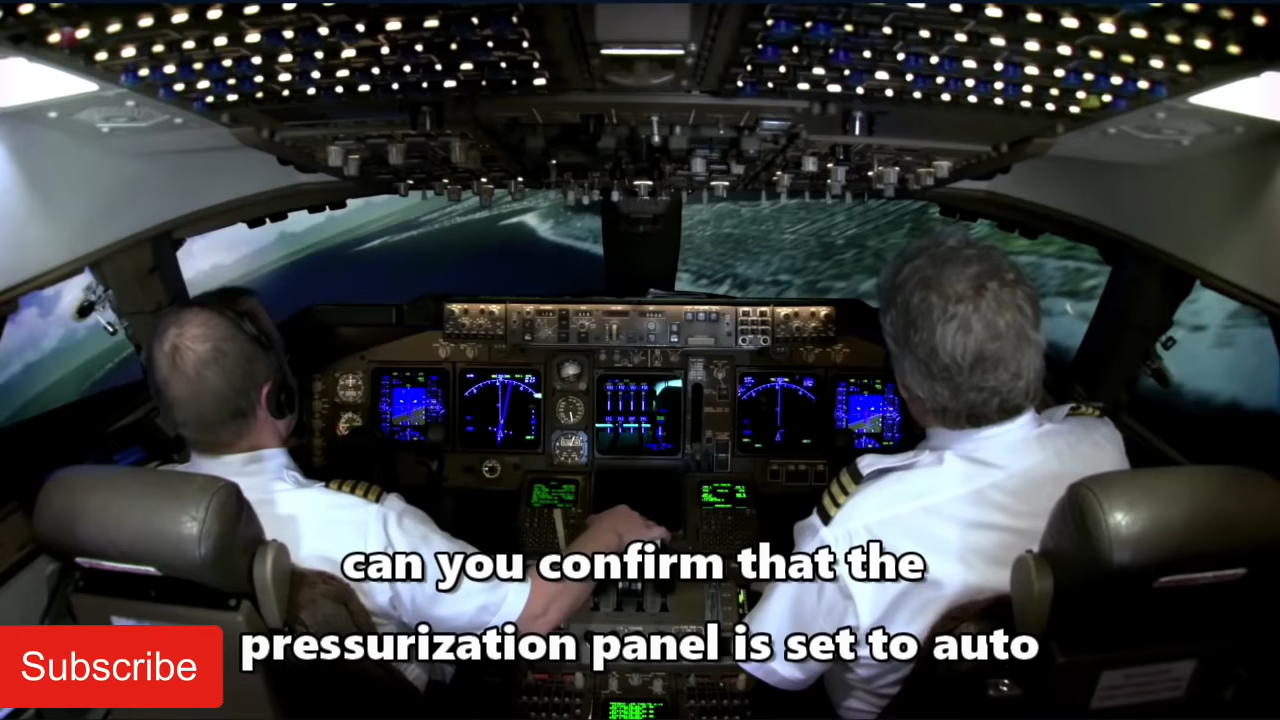 can you confirm that the
pressurization panel is set to auto
Subscribe